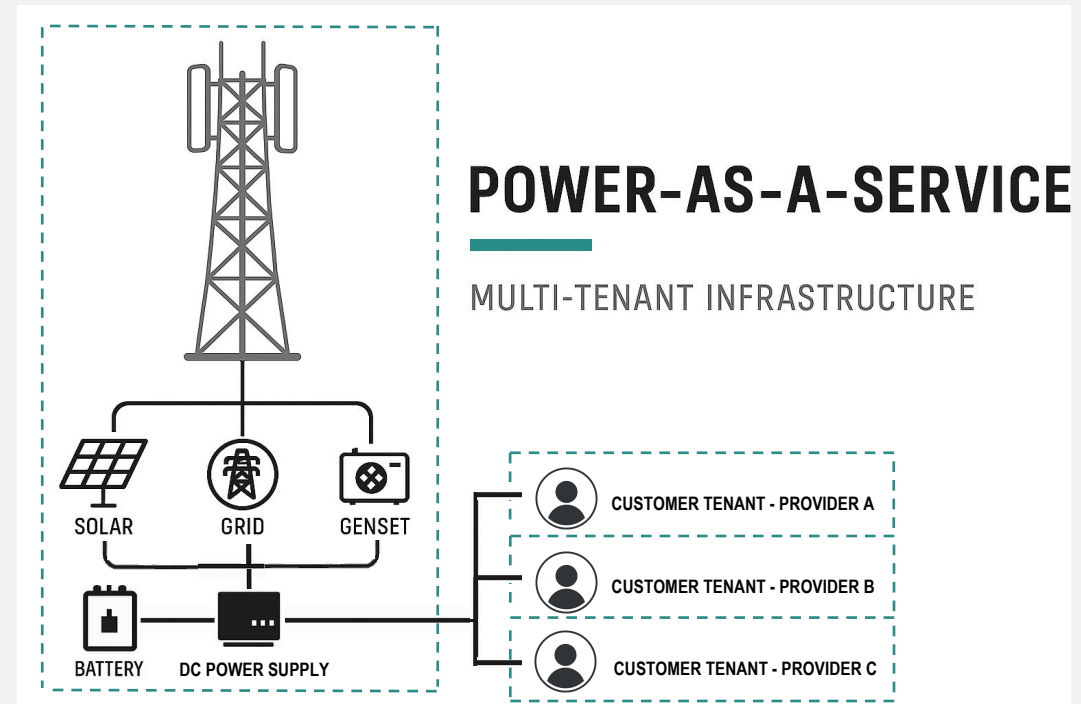 POWER-AS-A-SERVICE
MULTI-TENANT INFRASTRUCTURE
SOLAR
GRID
GENSET
BATTERY
DC POWER SUPPLY
CUSTOMER TENANT - PROVIDER A
CUSTOMER TENANT - PROVIDER B
CUSTOMER TENANT - PROVIDER C